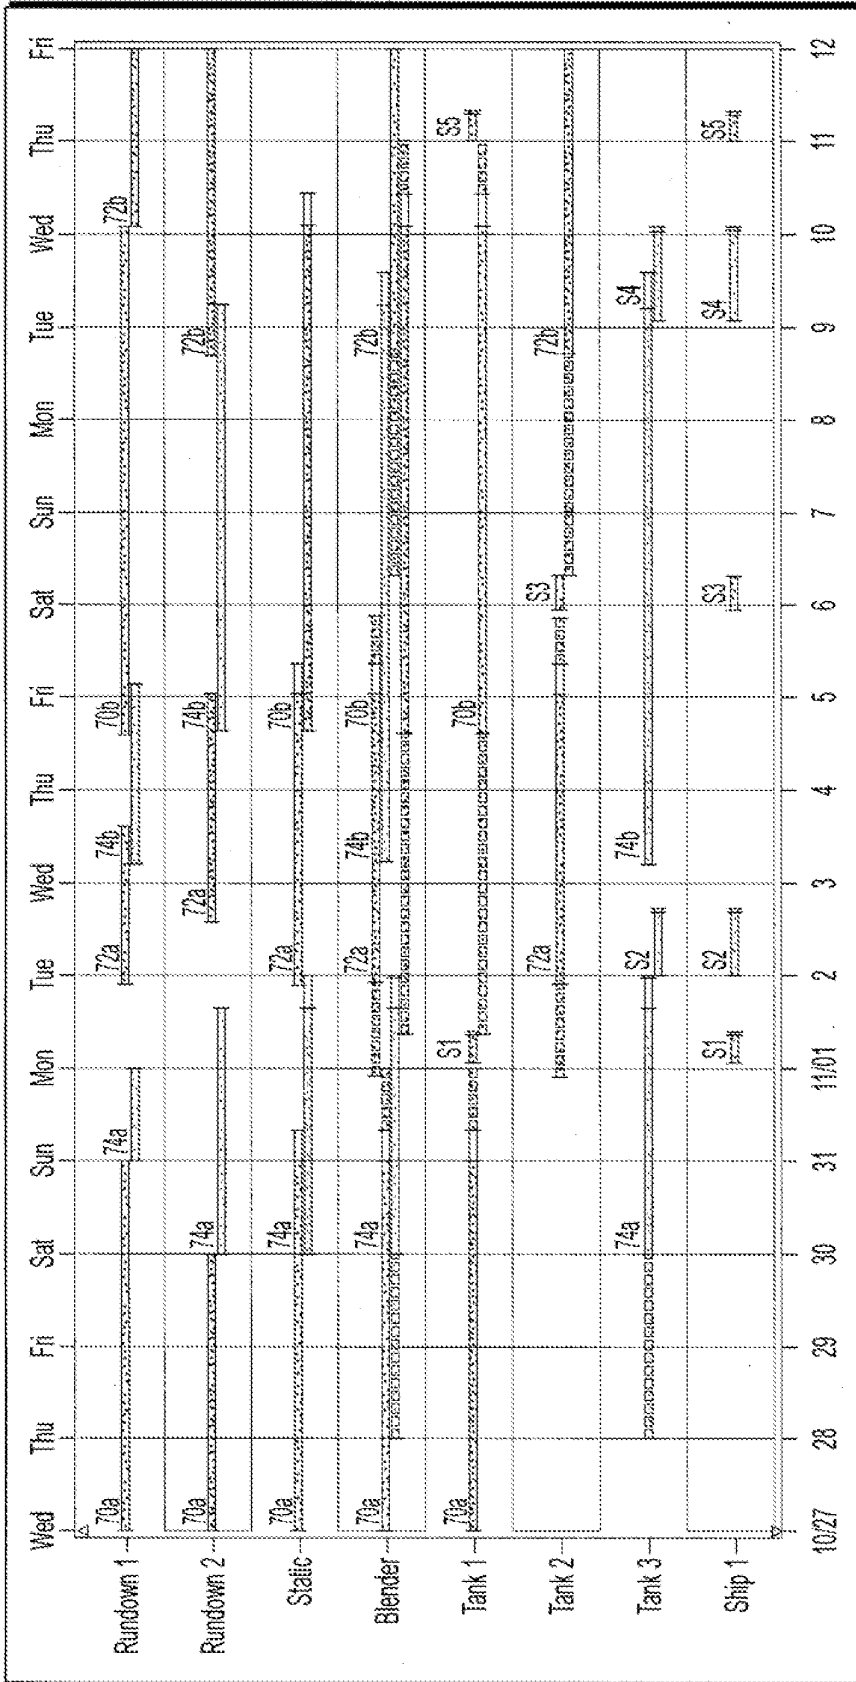 Wed Thu Fri Sat Sun Mon Tue Wed Thu Fri Sat Sun Mon Tue Wed Thu Fri
Rundown 1 70a 74a 72a 74b 70b 72b
Rundown 2 70a 74a 72a 74b 72b
Static 70a 74a 72a 70b
Blender 70a 74a 72a 74b 70b 72b
Tank 1 70a S1 70b S5
Tank 2 72a S3 72b
Tank 3 74a S2 74b S4
Ship 1 S1 S2 S3 S4 S5
10/27 28 29 30 31 11/01 2 3 4 5 6 7 8 9 10 11 12